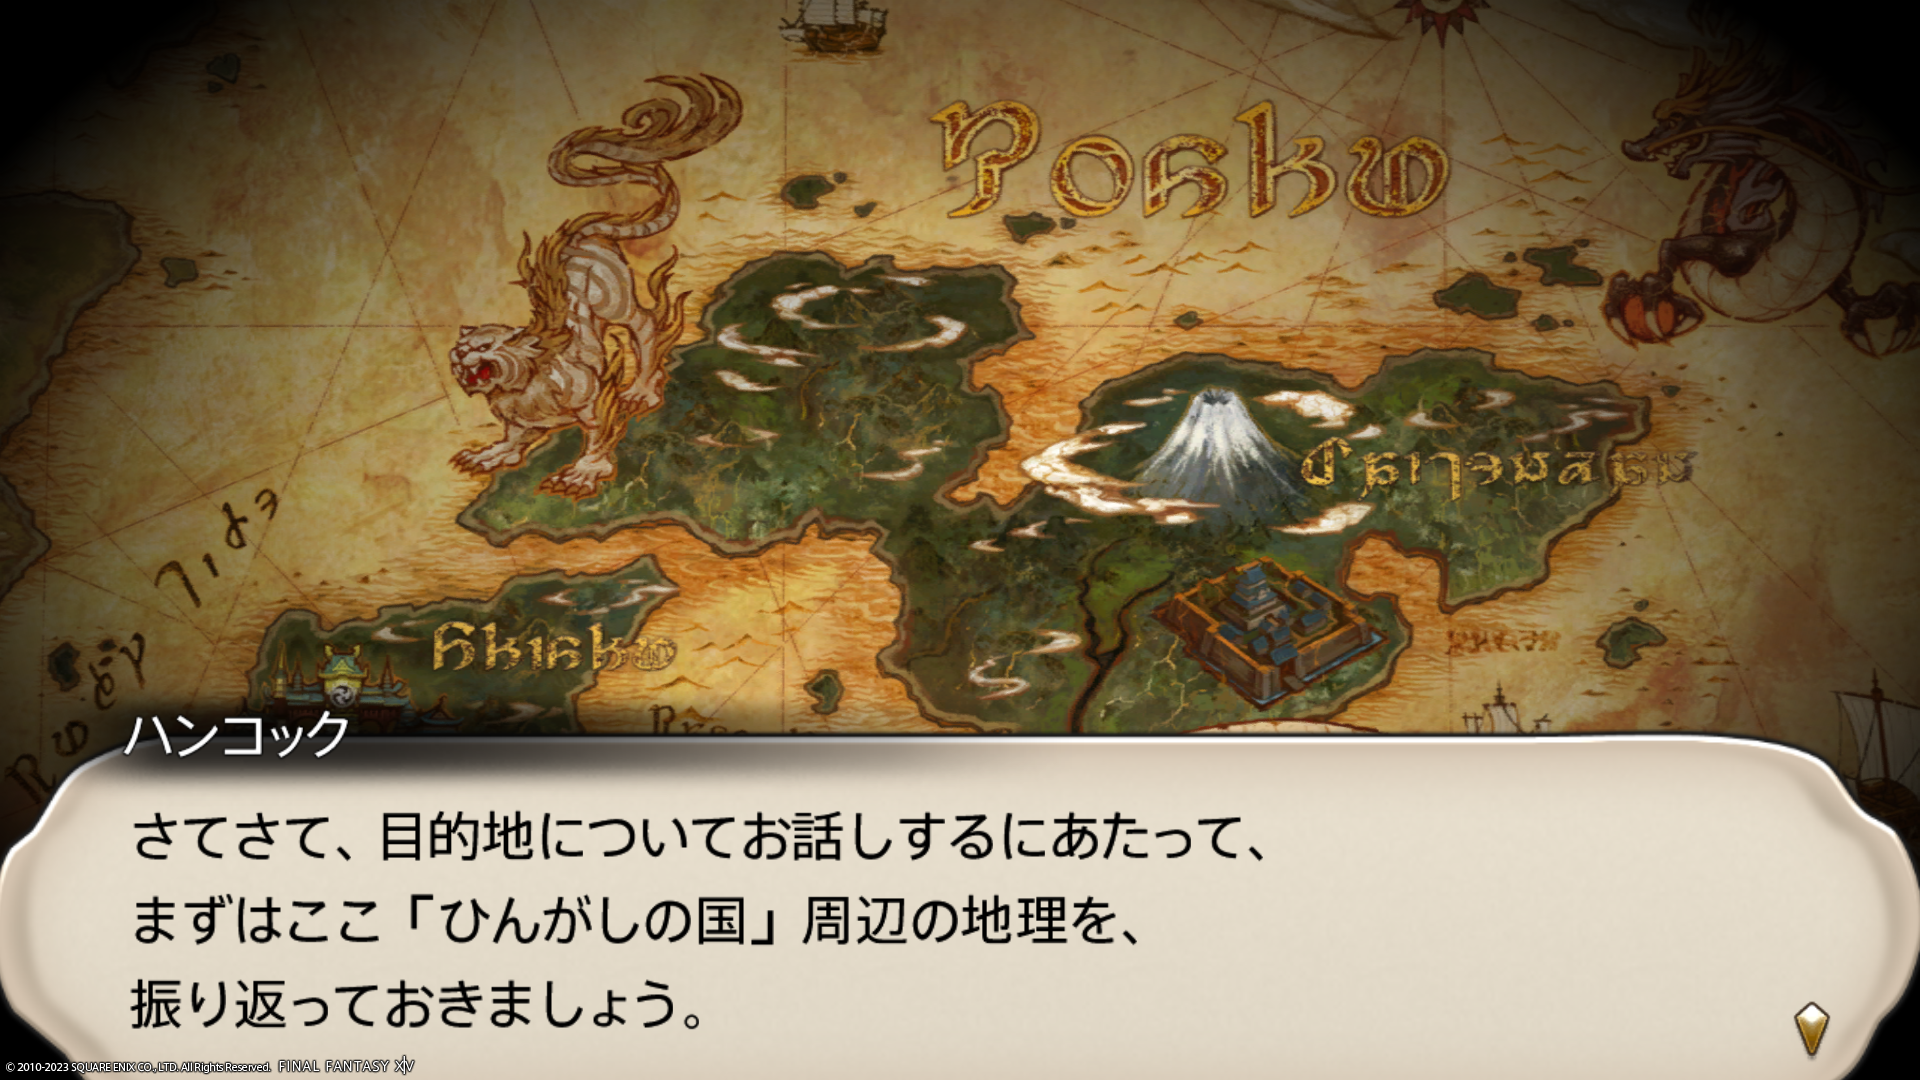 ハンコック
さてさて、目的地についてお話しするにあたって、
まずはここ「ひんがしの国」周辺の地理を、
振り返っておきましょう。
© 2010-2023 SQUARE ENIX CO., LTD. All Rights Reserved. FINAL FANTASY XIV